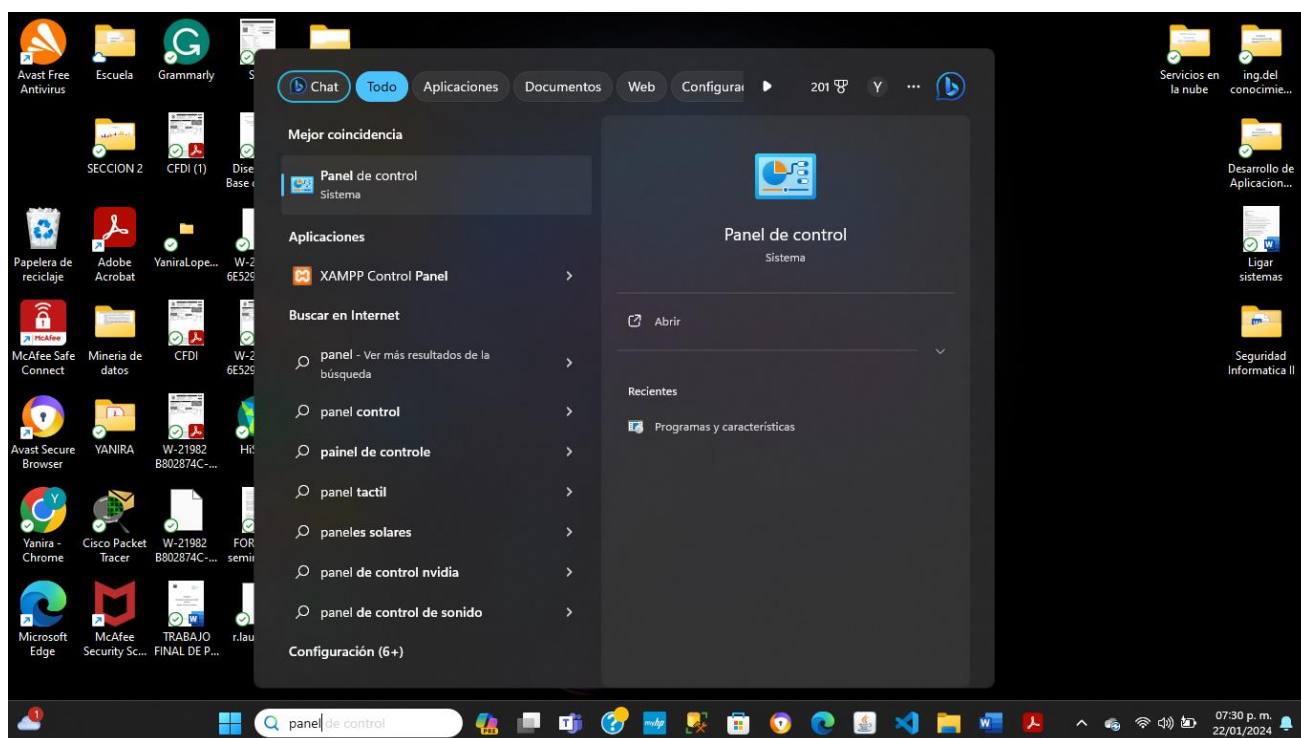 Avast Free
Antivirus
Escuela
Grammarly
SECCION 2
CFDI (1)
Papelera de
reciclaje
Adobe
Acrobat
YaniraLope...
McAfee Safe
Connect
Mineria de
datos
CFDI
Avast Secure
Browser
YANIRA
W-21982
B802874C-...
Yanira -
Chrome
Cisco Packet
Tracer
W-21982
B802874C-...
Microsoft
Edge
McAfee
Security Sc...
TRABAJO
FINAL DE P...
Chat
Todo
Aplicaciones
Documentos
Web
201
Y
...
Mejor coincidencia
Panel de control
Sistema
Aplicaciones
XAMPP Control Panel
Buscar en Internet
panel - Ver más resultados de la
búsqueda
panel control
painel de controle
panel tactil
paneles solares
panel de control nvidia
panel de control de sonido
Configuración (6+)
Panel de control
Sistema
Abrir
Recientes
Programas y características
Servicios en
la nube
ing.del
conocimie...
Desarrollo de
Aplicacion...
Ligar
sistemas
Seguridad
Informatica II
1
panel de control
PRE
myhp
07:30 p. m.
22/01/2024